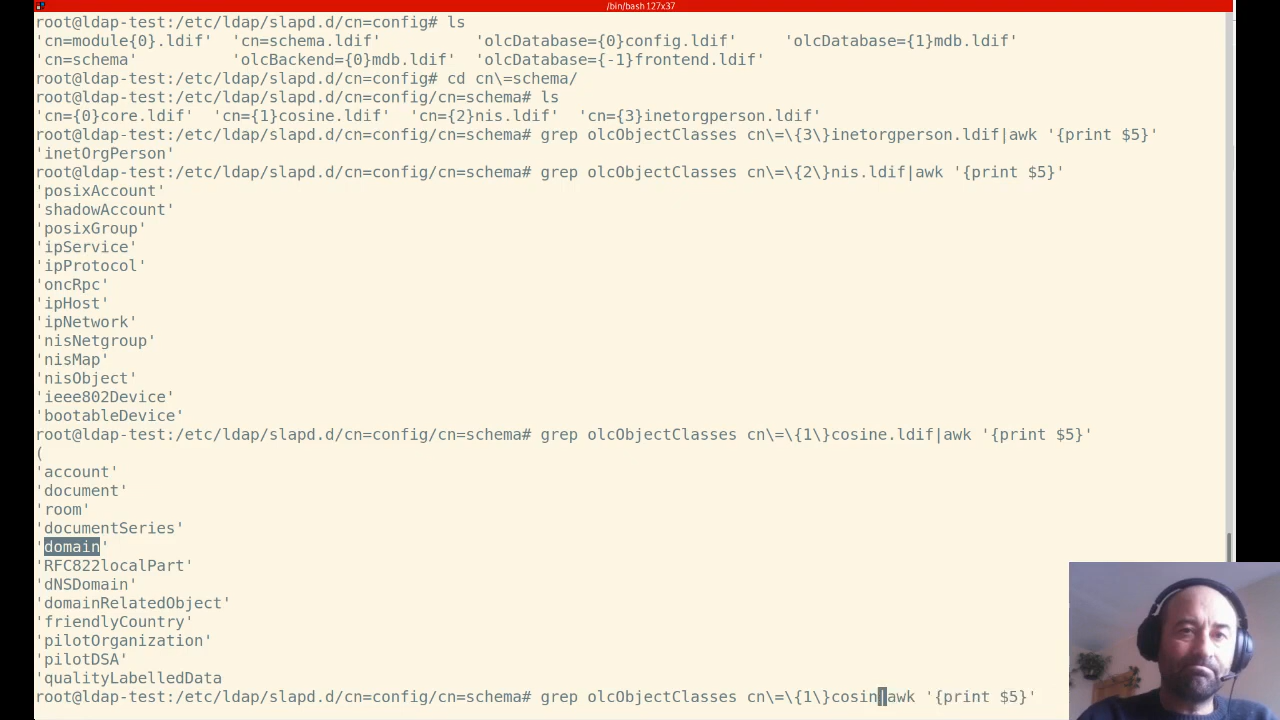 /bin/bash 127x37
root@ldap-test:/etc/ldap/slapd.d/cn=config# ls
'cn=module{0}.ldif'  'cn=schema.ldif'          'olcDatabase={0}config.ldif'     'olcDatabase={1}mdb.ldif'
'cn=schema'          'olcBackend={0}mdb.ldif'  'olcDatabase={-1}frontend.ldif'
root@ldap-test:/etc/ldap/slapd.d/cn=config# cd cn\=schema/
root@ldap-test:/etc/ldap/slapd.d/cn=config/cn=schema# ls
'cn={0}core.ldif'  'cn={1}cosine.ldif'  'cn={2}nis.ldif'  'cn={3}inetorgperson.ldif'
root@ldap-test:/etc/ldap/slapd.d/cn=config/cn=schema# grep olcObjectClasses cn\=\{3\}inetorgperson.ldif|awk '{print $5}'
'inetOrgPerson'
root@ldap-test:/etc/ldap/slapd.d/cn=config/cn=schema# grep olcObjectClasses cn\=\{2\}nis.ldif|awk '{print $5}'
'posixAccount'
'shadowAccount'
'posixGroup'
'ipService'
'ipProtocol'
'oncRpc'
'ipHost'
'ipNetwork'
'nisNetgroup'
'nisMap'
'nisObject'
'ieee802Device'
'bootableDevice'
root@ldap-test:/etc/ldap/slapd.d/cn=config/cn=schema# grep olcObjectClasses cn\=\{1\}cosine.ldif|awk '{print $5}'
(
'account'
'document'
'room'
'documentSeries'
'domain'
'RFC822localPart'
'dNSDomain'
'domainRelatedObject'
'friendlyCountry'
'pilotOrganization'
'pilotDSA'
'qualityLabelledData
root@ldap-test:/etc/ldap/slapd.d/cn=config/cn=schema# grep olcObjectClasses cn\=\{1\}cosin|awk '{print $5}'